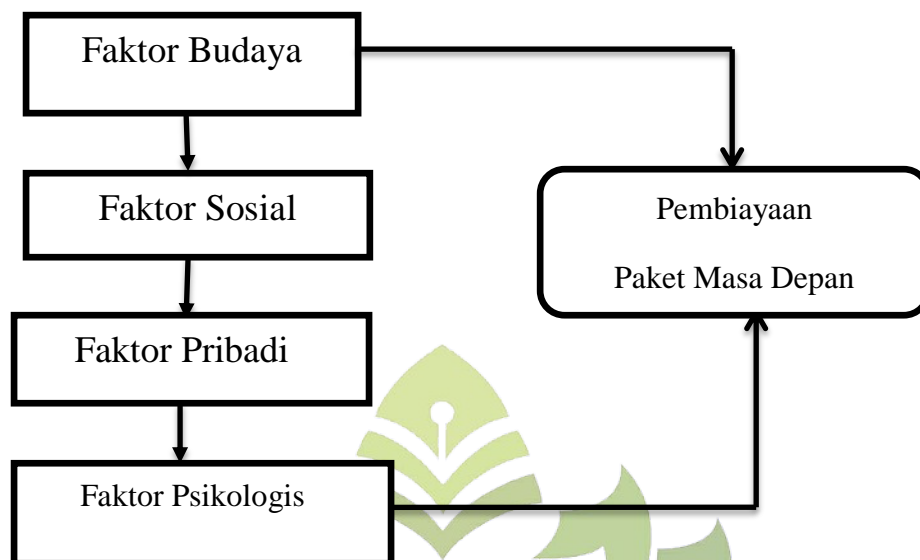 Faktor Budaya
Faktor Sosial
Faktor Pribadi
Faktor Psikologis
Pembiayaan
Paket Masa Depan